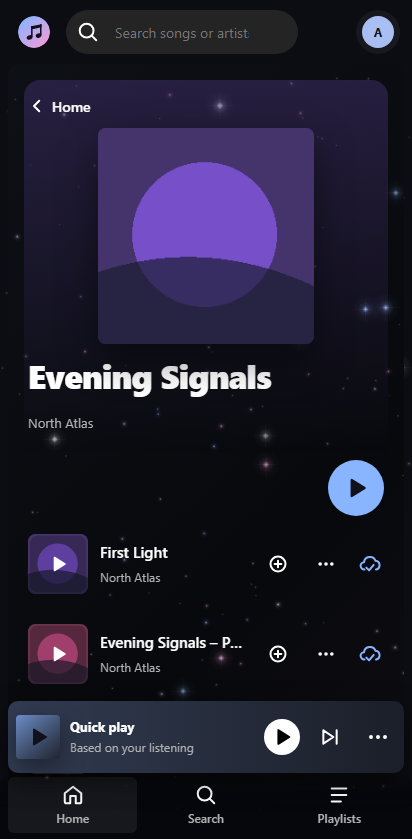 Search songs or artist
A
Home
Evening Signals
North Atlas
First Light
North Atlas
Evening Signals – P...
North Atlas
Quick play
Based on your listening
Home
Search
Playlists